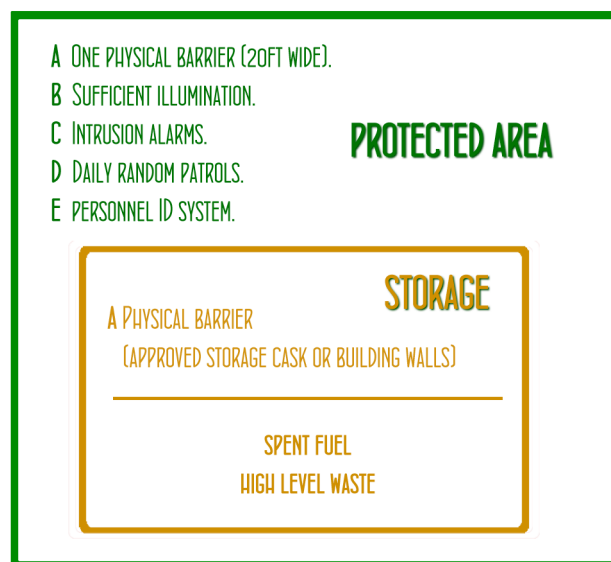 A ONE PHYSICAL BARRIER (20FT WIDE).
B SUFFICIENT ILLUMINATION.
C INTRUSION ALARMS.
PROTECTED AREA
D DAILY RANDOM PATROLS.
E PERSONNEL ID SYSTEM.
STORAGE
A PHYSICAL BARRIER
(APPROVED STORAGE CASK OR BUILDING WALLS)
SPENT FUEL
HIGH LEVEL WASTE